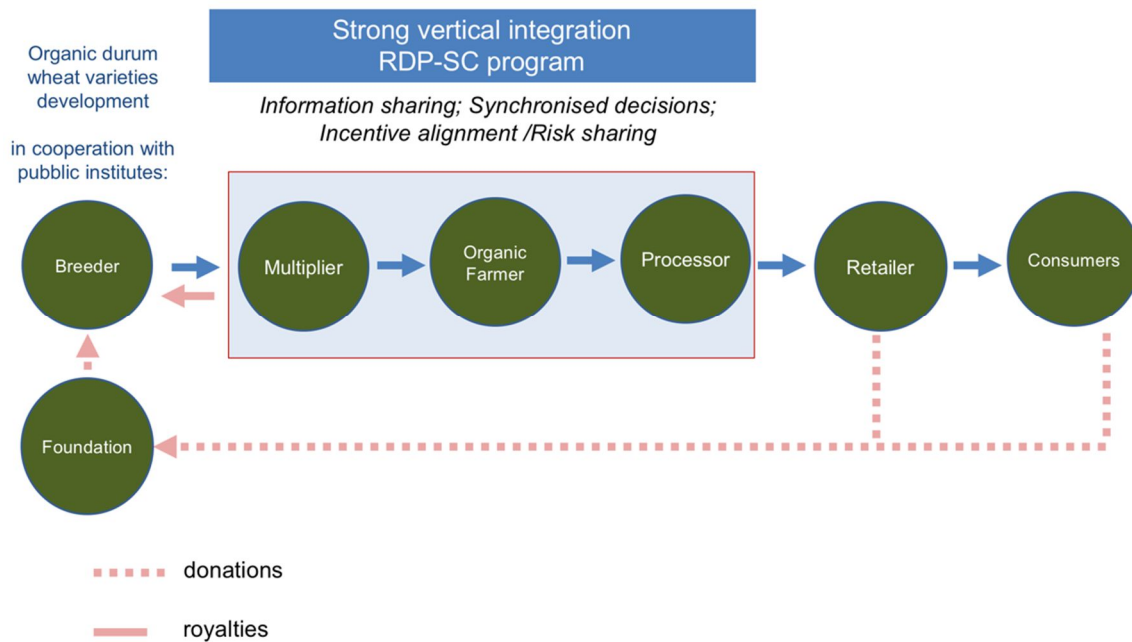 Strong vertical integration
RDP-SC program
Organic durum
wheat varieties
development
in cooperation with
pubblic institutes:
Information sharing; Synchronised decisions;
Incentive alignment /Risk sharing
Breeder
Multiplier
Organic
Farmer
Processor
Retailer
Consumers
Foundation
donations
royalties